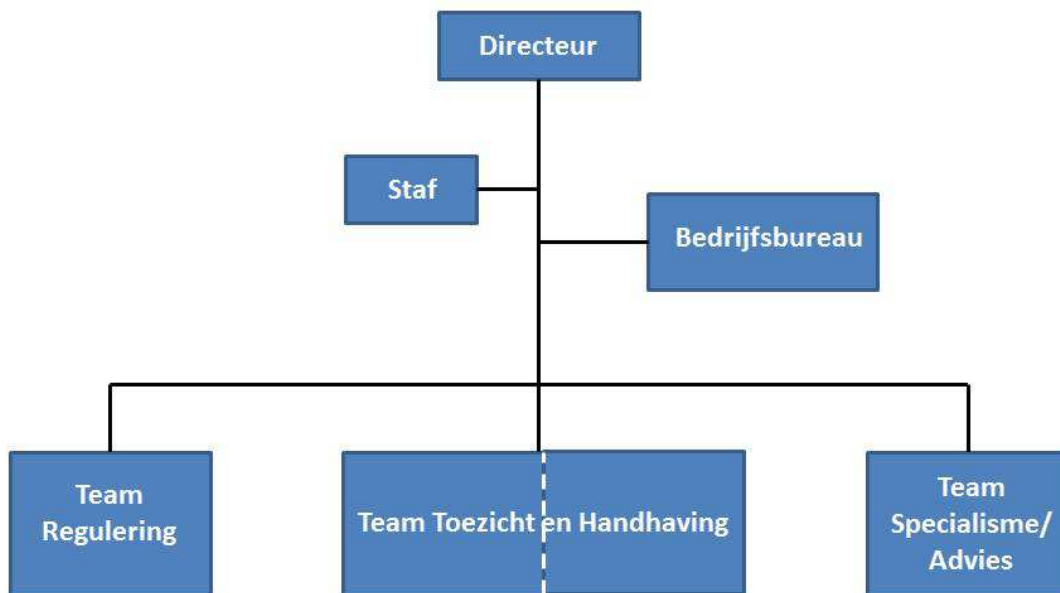 Directeur
Staf
Bedrijfsbureau
Team
Regulering
Team Toezicht en Handhaving
Team
Specialisme/
Advies